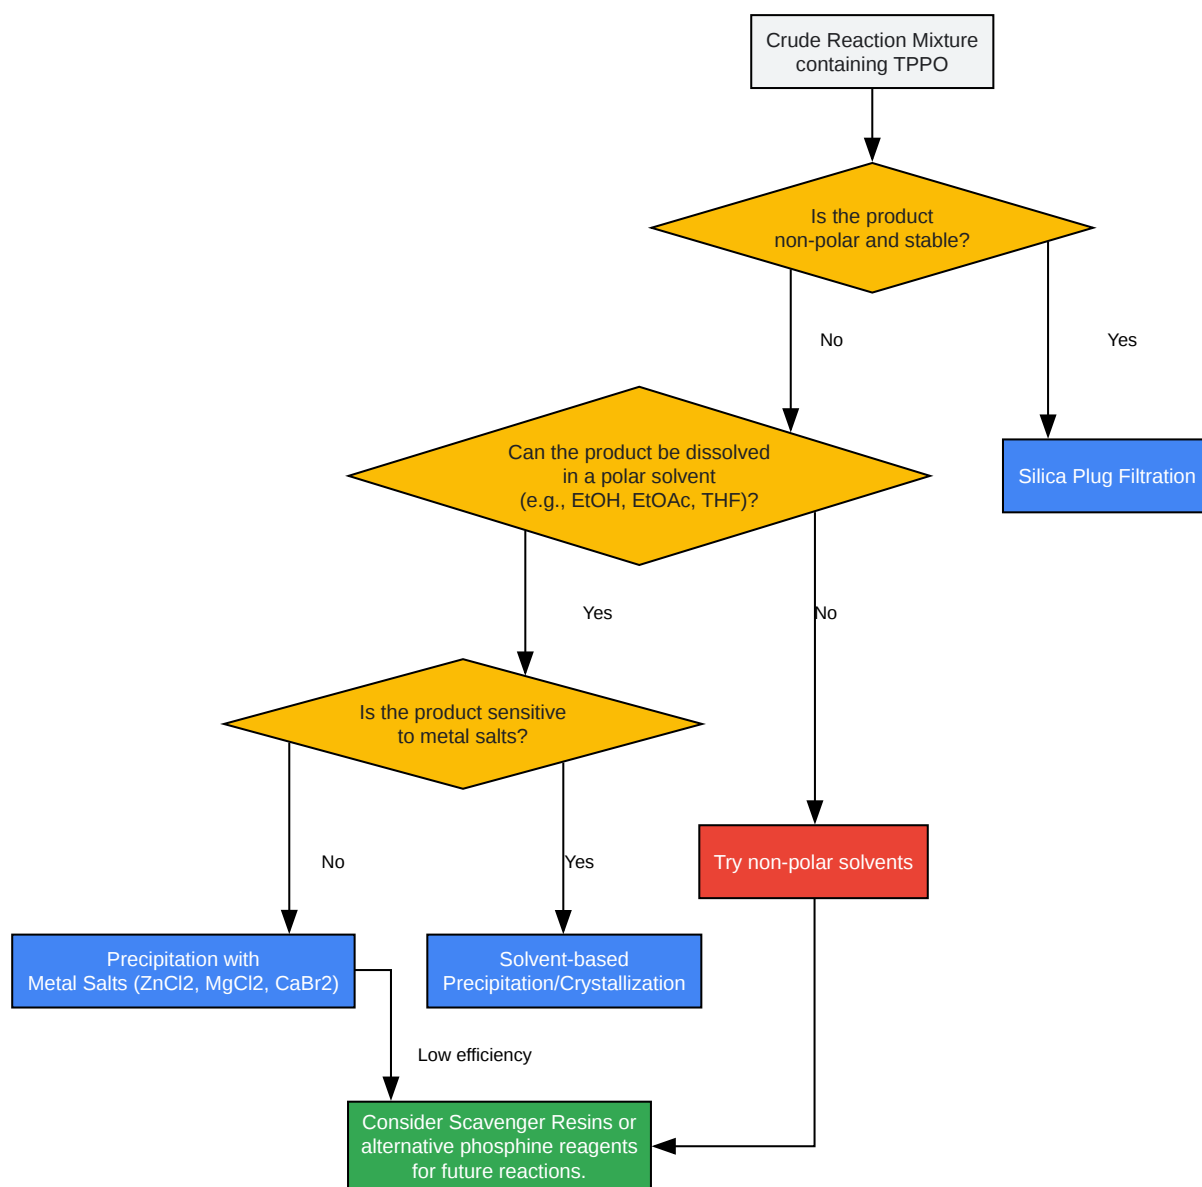 Crude Reaction Mixture
containing TPPO
Is the product
non-polar and stable?
No
Yes
Can the product be dissolved
in a polar solvent
(e.g., EtOH, EtOAc, THF)?
Silica Plug Filtration
Yes
No
Is the product sensitive
to metal salts?
No
Yes
Try non-polar solvents
Precipitation with
Metal Salts (ZnCl2, MgCl2, CaBr2)
Solvent-based
Precipitation/Crystallization
Low efficiency
Consider Scavenger Resins or
alternative phosphine reagents
for future reactions.